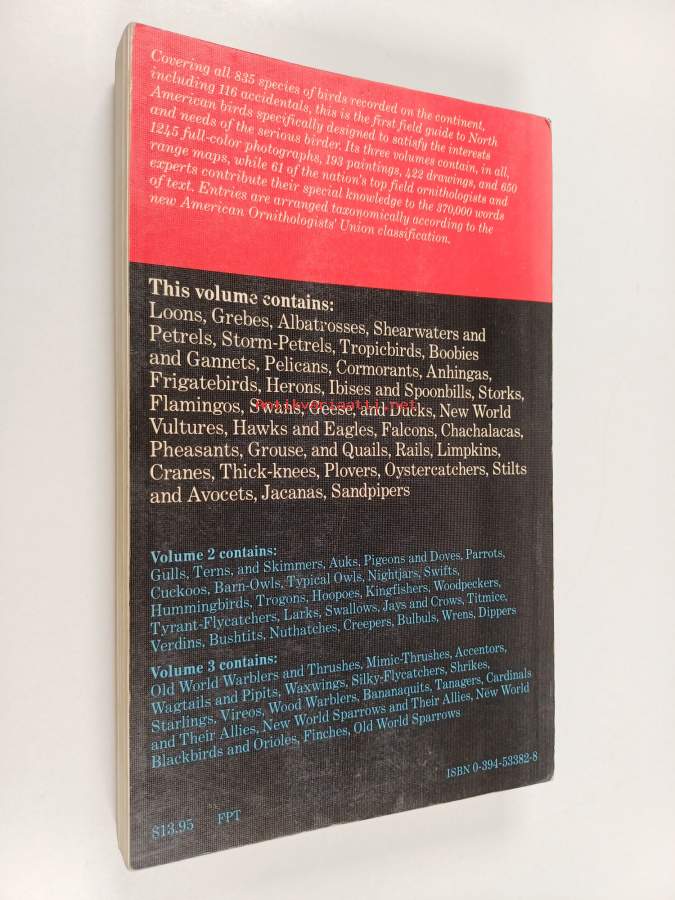 Covering all 835 species of birds recorded on the continent,
including 116 accidentals, this is the first field guide to North
American birds specifically designed to satisfy the interests
and needs of the serious birder. Its three volumes contain, in all,
1245 full-color photographs, 193 paintings, 422 drawings, and 650
range maps, while 61 of the nation's top field ornithologists and
experts contribute their special knowledge to the 370,000 words
of text. Entries are arranged taxonomically according to the
new American Ornithologists' Union classification.
This volume contains:
Loons, Grebes, Albatrosses, Shearwaters and
Petrels, Storm-Petrels, Tropicbirds, Boobies
and Gannets, Pelicans, Cormorants, Anhingas,
Frigatebirds, Herons, Ibises and Spoonbills, Storks,
Flamingos, Swans, Geese, and Ducks, New World
antikvariaatti.net
Vultures, Hawks and Eagles, Falcons, Chachalacas,
Pheasants, Grouse, and Quails, Rails, Limpkins,
Cranes, Thick-knees, Plovers, Oystercatchers, Stilts
and Avocets, Jacanas, Sandpipers
Volume 2 contains:
Gulls, Terns, and Skimmers, Auks, Pigeons and Doves, Parrots,
Cuckoos, Barn-Owls, Typical Owls, Nightjars, Swifts,
Hummingbirds, Trogons, Hoopoes, Kingfishers, Woodpeckers,
Tyrant-Flycatchers, Larks, Swallows, Jays and Crows, Titmice,
Verdins, Bushtits, Nuthatches, Creepers, Bulbuls, Wrens, Dippers
Volume 3 contains:
Old World Warblers and Thrushes, Mimic-Thrushes, Accentors,
Wagtails and Pipits, Waxwings, Silky-Flycatchers, Shrikes,
Starlings, Vireos, Wood Warblers, Bananaquits, Tanagers, Cardinals
and Their Allies, New World Sparrows and Their Allies, New World
Blackbirds and Orioles, Finches, Old World Sparrows
ISBN 0-394-53382-8
$13.95 FPT